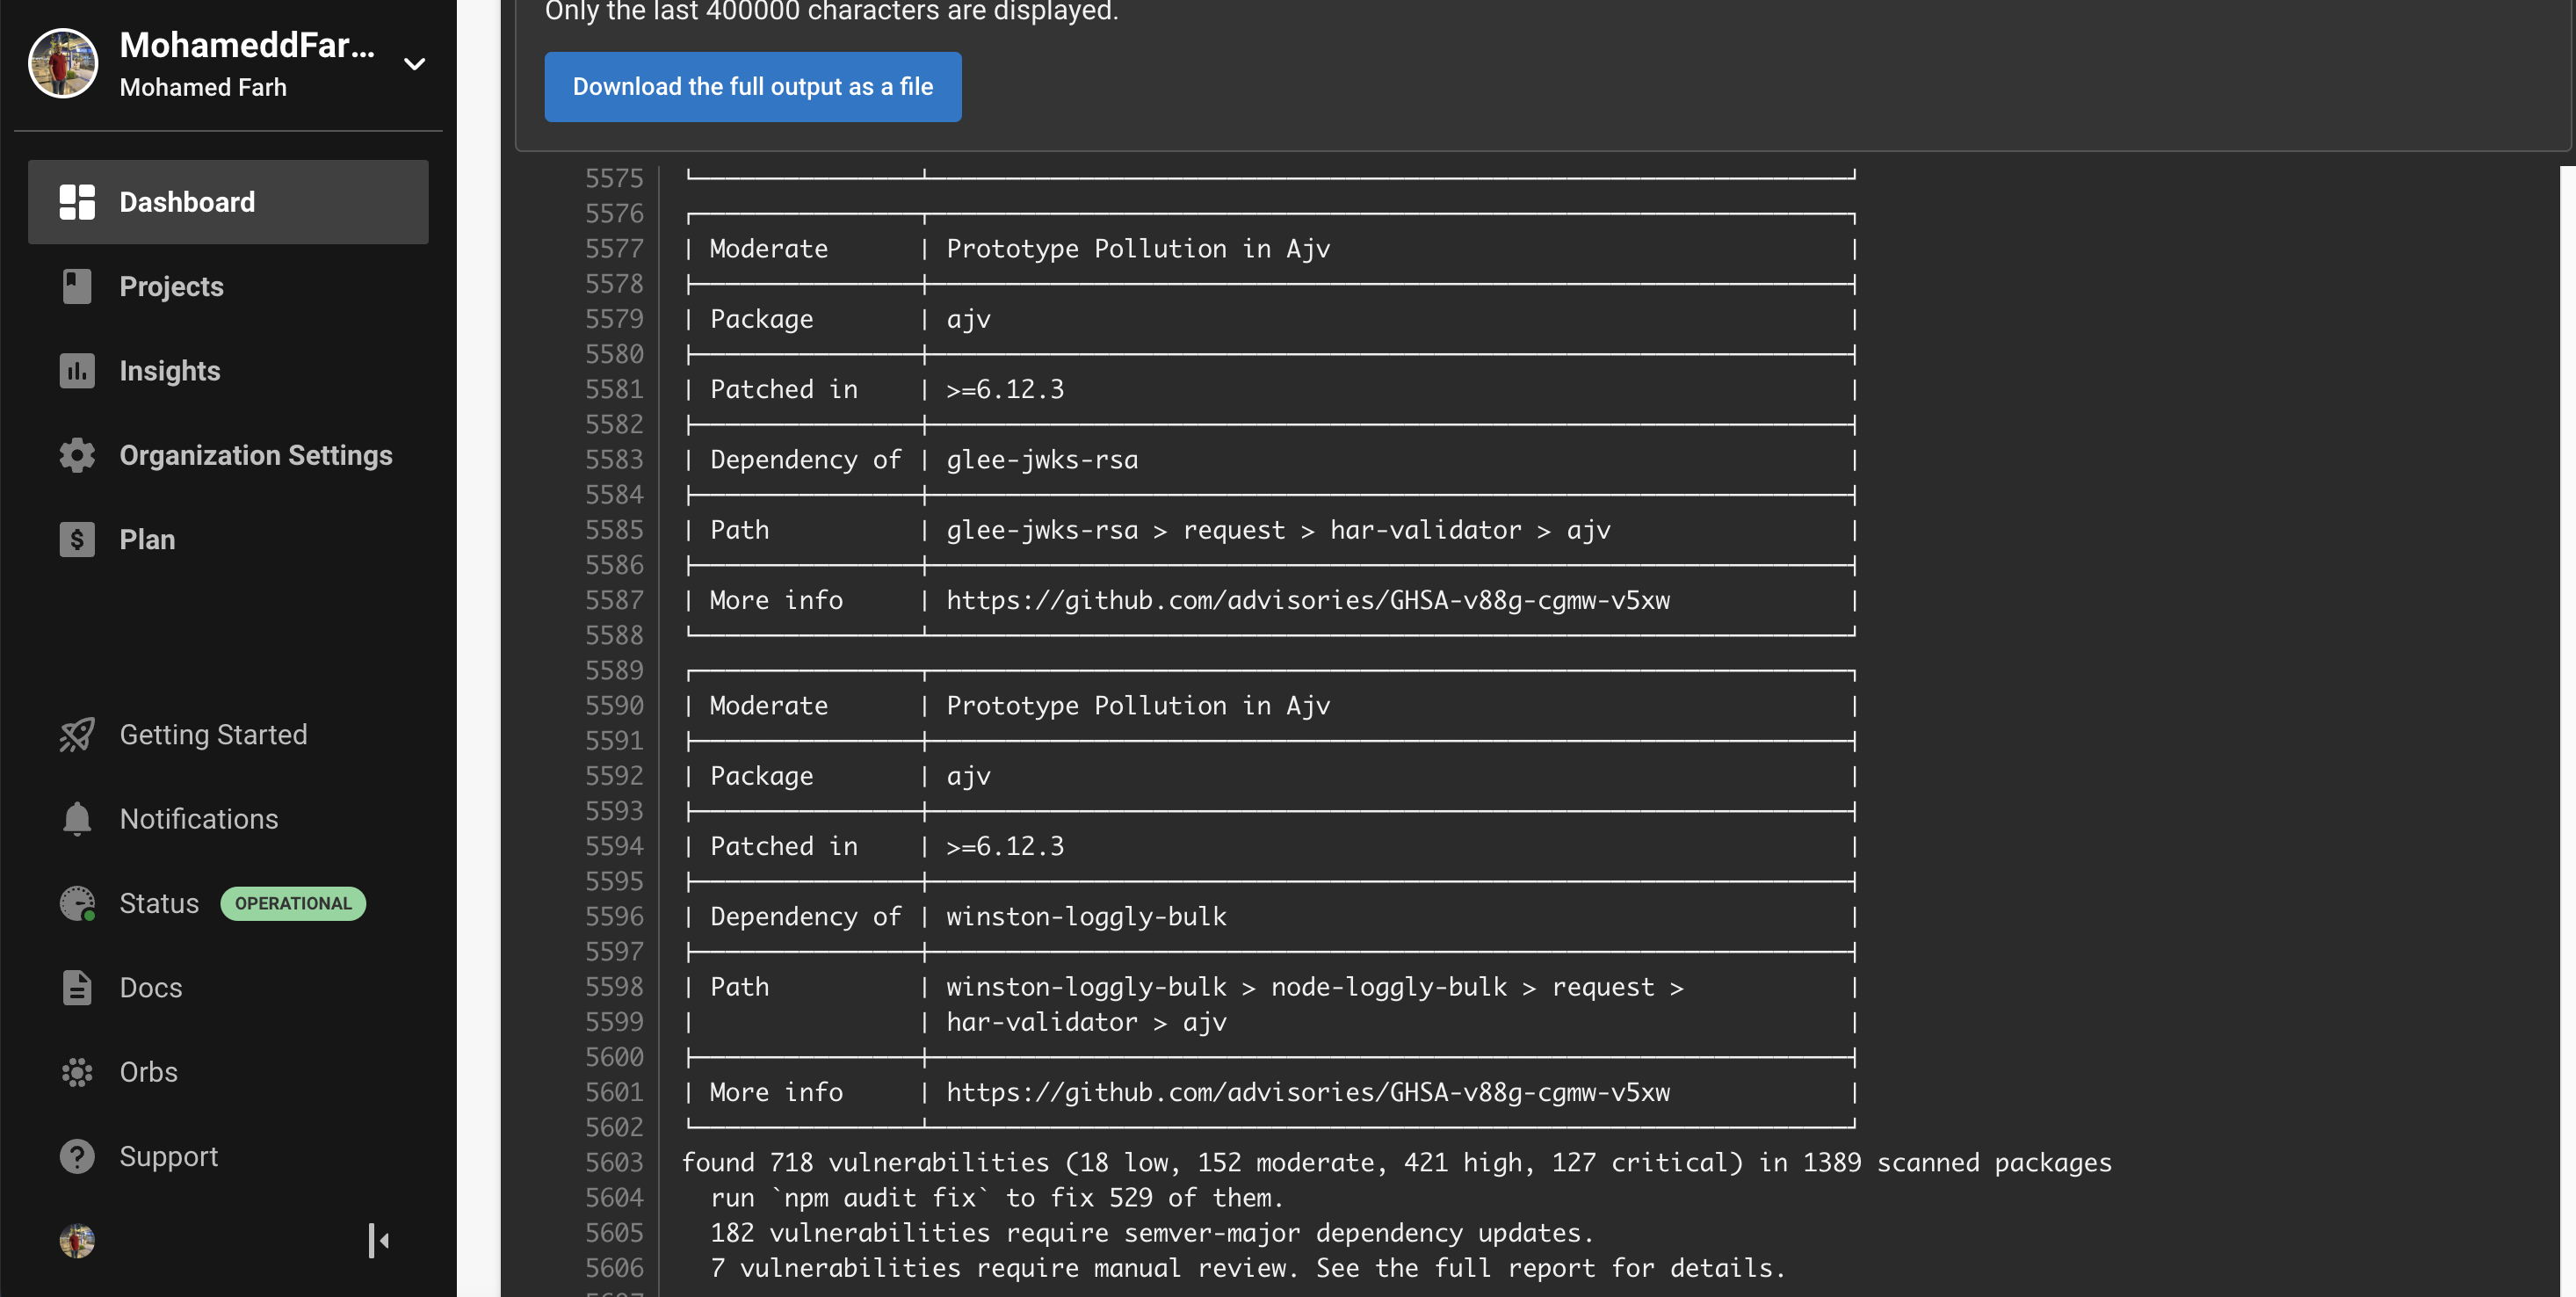 MohameddFar...
Mohamed Farh
Dashboard
Projects
Insights
Organization Settings
Plan
Getting Started
Notifications
Status OPERATIONAL
Docs
Orbs
Support
Only the last 400000 characters are displayed.
Download the full output as a file
5575
5576
5577 | Moderate | Prototype Pollution in Ajv |
5578
5579 | Package | ajv |
5580
5581 | Patched in | >=6.12.3 |
5582
5583 | Dependency of | glee-jwks-rsa |
5584
5585 | Path | glee-jwks-rsa > request > har-validator > ajv |
5586
5587 | More info | https://github.com/advisories/GHSA-v88g-cgmw-v5xw |
5588
5589
5590 | Moderate | Prototype Pollution in Ajv |
5591
5592 | Package | ajv |
5593
5594 | Patched in | >=6.12.3 |
5595
5596 | Dependency of | winston-loggly-bulk |
5597
5598 | Path | winston-loggly-bulk > node-loggly-bulk > request > |
5599 | | har-validator > ajv |
5600
5601 | More info | https://github.com/advisories/GHSA-v88g-cgmw-v5xw |
5602
5603 found 718 vulnerabilities (18 low, 152 moderate, 421 high, 127 critical) in 1389 scanned packages
5604 run `npm audit fix` to fix 529 of them.
5605 182 vulnerabilities require semver-major dependency updates.
5606 7 vulnerabilities require manual review. See the full report for details.